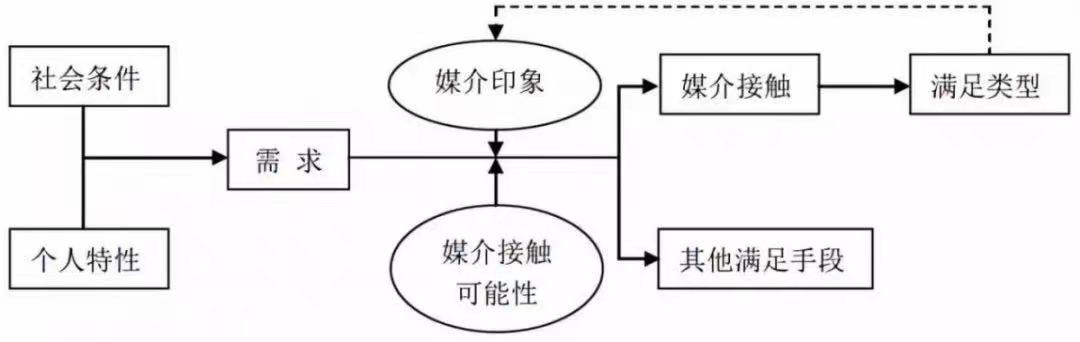 社会条件
个人特性
需 求
媒介印象
媒介接触
可能性
媒介接触
满足类型
其他满足手段